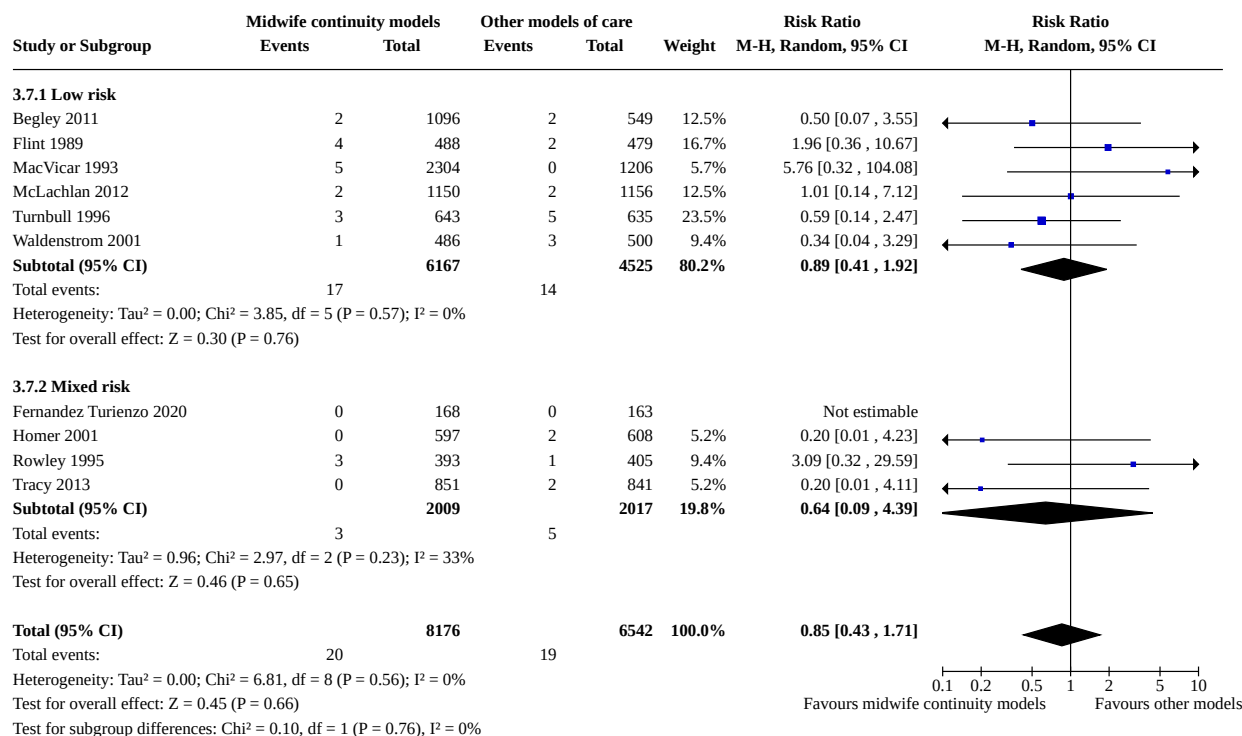 Midwife continuity models Other models of care Risk Ratio Risk Ratio
Study or Subgroup Events Total Events Total Weight M-H, Random, 95% CI M-H, Random, 95% CI
3.7.1 Low risk
Begley 2011 2 1096 2 549 12.5% 0.50 [0.07 , 3.55]
Flint 1989 4 488 2 479 16.7% 1.96 [0.36 , 10.67]
MacVicar 1993 5 2304 0 1206 5.7% 5.76 [0.32 , 104.08]
McLachlan 2012 2 1150 2 1156 12.5% 1.01 [0.14 , 7.12]
Turnbull 1996 3 643 5 635 23.5% 0.59 [0.14 , 2.47]
Waldenstrom 2001 1 486 3 500 9.4% 0.34 [0.04 , 3.29]
Subtotal (95% CI) 6167 4525 80.2% 0.89 [0.41 , 1.92]
Total events: 17 14
Heterogeneity: Tau² = 0.00; Chi² = 3.85, df = 5 (P = 0.57); I² = 0%
Test for overall effect: Z = 0.30 (P = 0.76)
3.7.2 Mixed risk
Fernandez Turienzo 2020 0 168 0 163 Not estimable
Homer 2001 0 597 2 608 5.2% 0.20 [0.01 , 4.23]
Rowley 1995 3 393 1 405 9.4% 3.09 [0.32 , 29.59]
Tracy 2013 0 851 2 841 5.2% 0.20 [0.01 , 4.11]
Subtotal (95% CI) 2009 2017 19.8% 0.64 [0.09 , 4.39]
Total events: 3 5
Heterogeneity: Tau² = 0.96; Chi² = 2.97, df = 2 (P = 0.23); I² = 33%
Test for overall effect: Z = 0.46 (P = 0.65)
Total (95% CI) 8176 6542 100.0% 0.85 [0.43 , 1.71]
Total events: 20 19
Heterogeneity: Tau² = 0.00; Chi² = 6.81, df = 8 (P = 0.56); I² = 0%
0.1 0.2 0.5 1 2 5 10
Test for overall effect: Z = 0.45 (P = 0.66) Favours midwife continuity models Favours other models
Test for subgroup differences: Chi² = 0.10, df = 1 (P = 0.76), I² = 0%